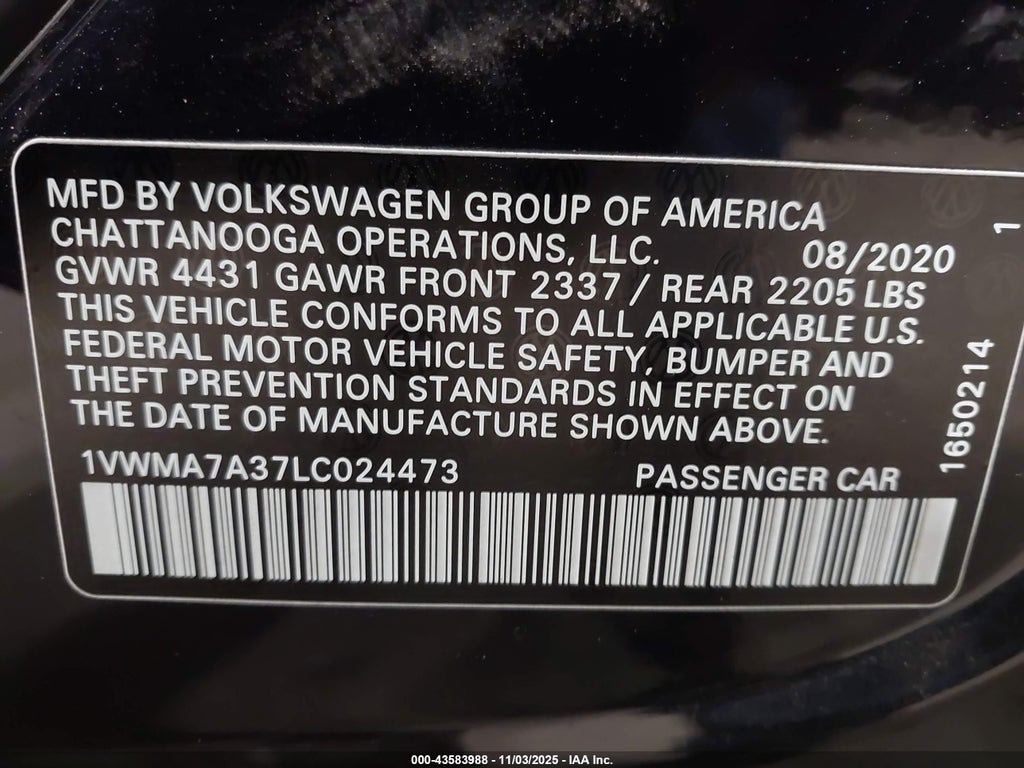 MFD BY VOLKSWAGEN GROUP OF AMERICA
CHATTANOOGA OPERATIONS, LLC. 08/2020
GVWR 4431 GAWR FRONT 2337 / REAR 2205 LBS
THIS VEHICLE CONFORMS TO ALL APPLICABLE U.S.
FEDERAL MOTOR VEHICLE SAFETY, BUMPER AND
THEFT PREVENTION STANDARDS IN EFFECT ON
THE DATE OF MANUFACTURE SHOWN ABOVE.
1VWMA7A37LC024473 PASSENGER CAR
1650214 1
000-43583988 - 11/03/2025 - IAA Inc.